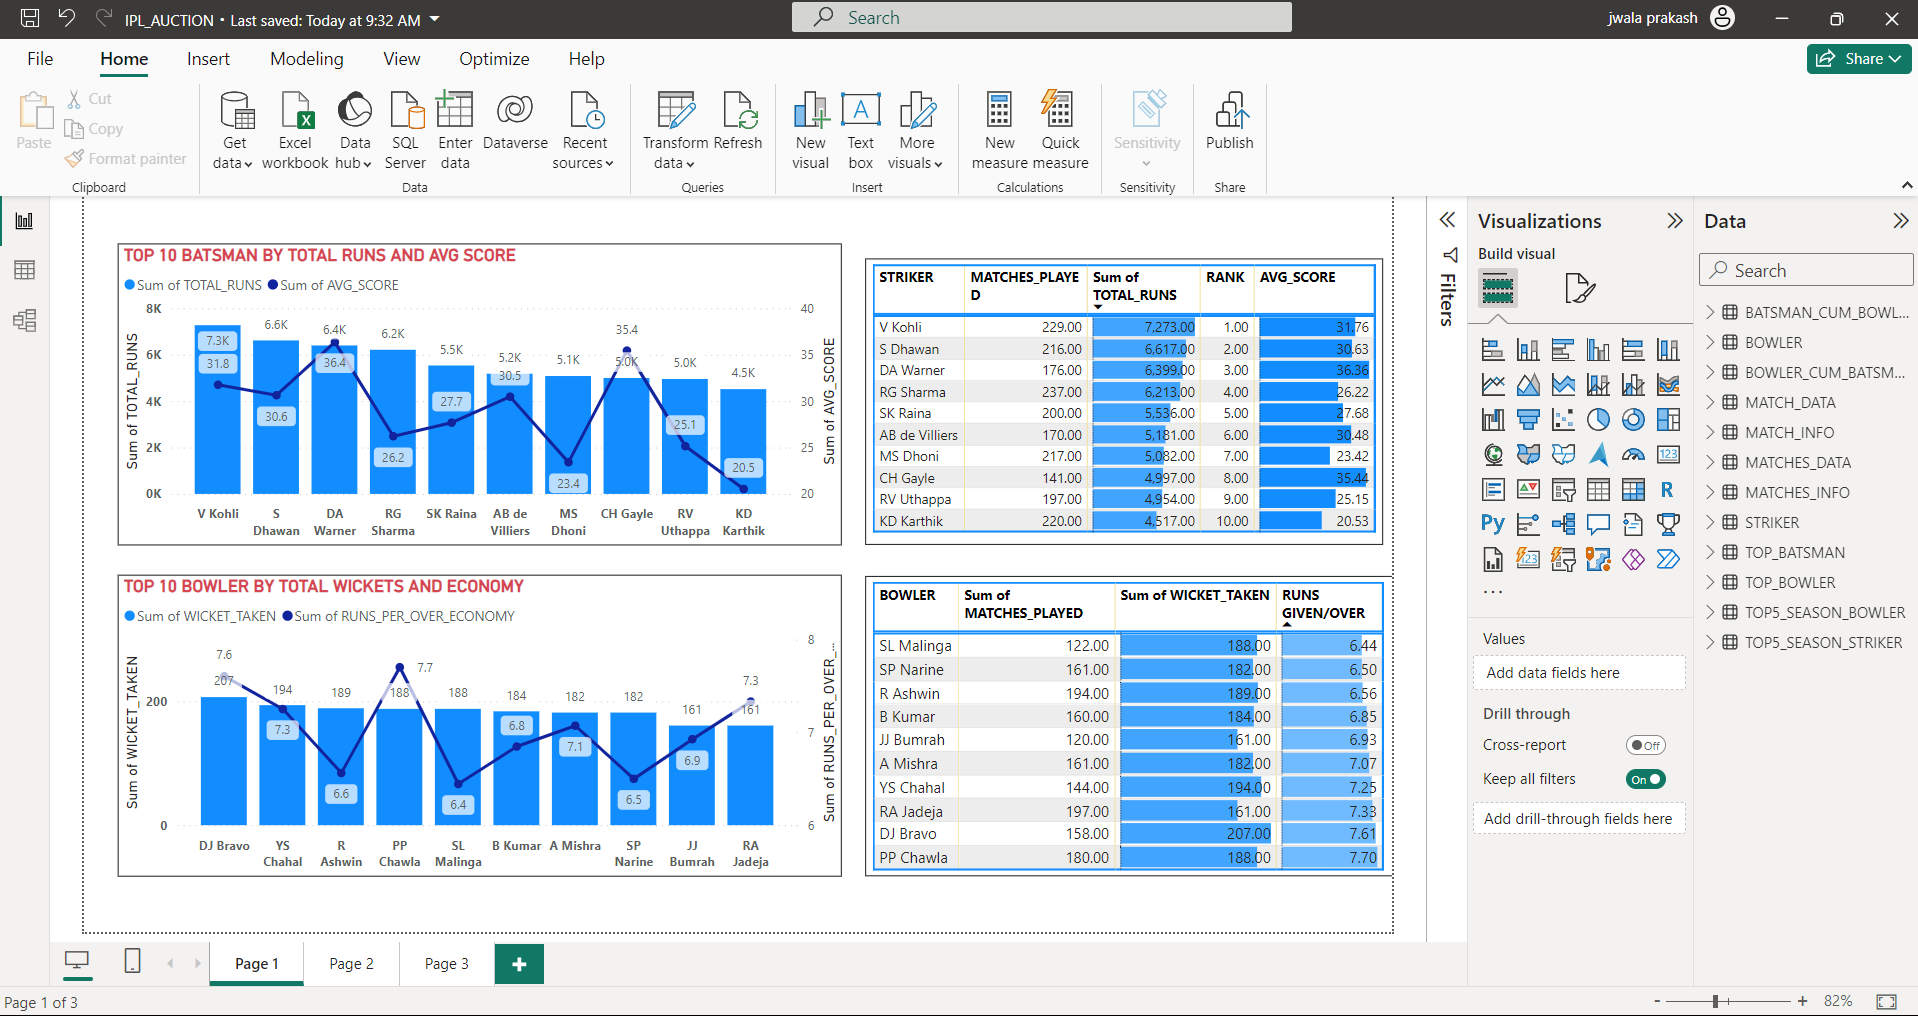 IPL_AUCTION • Last saved: Today at 9:32 AM
Search
jwala prakash
File
Home
Insert
Modeling
View
Optimize
Help
Share
Paste
Cut
Copy
Format painter
Clipboard
Get data
Excel workbook
Data hub
SQL Server
Enter data
Dataverse
Recent sources
Data
Transform data
Refresh
Queries
New visual
Text box
More visuals
Insert
New measure
Quick measure
Calculations
Sensitivity
Sensitivity
Publish
Share
TOP 10 BATSMAN BY TOTAL RUNS AND AVG SCORE
Sum of TOTAL_RUNS Sum of AVG_SCORE
Sum of TOTAL_RUNS
8K
6K
4K
2K
0K
7.3K 6.6K 6.4K 6.2K 5.5K 5.2K 5.1K 5.0K 5.0K 4.5K
31.8 30.6 36.4 26.2 27.7 30.5 23.4 35.4 25.1 20.5
40
35
30
25
20
Sum of AVG_SCORE
V Kohli
S Dhawan
DA Warner
RG Sharma
SK Raina
AB de Villiers
MS Dhoni
CH Gayle
RV Uthappa
KD Karthik
STRIKER MATCHES_PLAYED Sum of TOTAL_RUNS RANK AVG_SCORE
V Kohli 229.00 7,273.00 1.00 31.76
S Dhawan 216.00 6,617.00 2.00 30.63
DA Warner 176.00 6,399.00 3.00 36.36
RG Sharma 237.00 6,213.00 4.00 26.22
SK Raina 200.00 5,536.00 5.00 27.68
AB de Villiers 170.00 5,181.00 6.00 30.48
MS Dhoni 217.00 5,082.00 7.00 23.42
CH Gayle 141.00 4,997.00 8.00 35.44
RV Uthappa 197.00 4,954.00 9.00 25.15
KD Karthik 220.00 4,517.00 10.00 20.53
TOP 10 BOWLER BY TOTAL WICKETS AND ECONOMY
Sum of WICKET_TAKEN Sum of RUNS_PER_OVER_ECONOMY
Sum of WICKET_TAKEN
200
0
207 194 189 188 188 184 182 182 161 161
7.6 7.3 6.6 7.7 6.4 6.8 7.1 6.5 6.9 7.3
8
7
6
Sum of RUNS_PER_OVER_...
DJ Bravo
YS Chahal
R Ashwin
PP Chawla
SL Malinga
B Kumar
A Mishra
SP Narine
JJ Bumrah
RA Jadeja
BOWLER Sum of MATCHES_PLAYED Sum of WICKET_TAKEN RUNS GIVEN/OVER
SL Malinga 122.00 188.00 6.44
SP Narine 161.00 182.00 6.50
R Ashwin 194.00 189.00 6.56
B Kumar 160.00 184.00 6.85
JJ Bumrah 120.00 161.00 6.93
A Mishra 161.00 182.00 7.07
YS Chahal 144.00 194.00 7.25
RA Jadeja 197.00 161.00 7.33
DJ Bravo 158.00 207.00 7.61
PP Chawla 180.00 188.00 7.70
Filters
Visualizations
Build visual
123
R
Py
123
...
Values
Add data fields here
Drill through
Cross-report Off
Keep all filters On
Add drill-through fields here
Data
Search
BATSMAN_CUM_BOWL...
BOWLER
BOWLER_CUM_BATSM...
MATCH_DATA
MATCH_INFO
MATCHES_DATA
MATCHES_INFO
STRIKER
TOP_BATSMAN
TOP_BOWLER
TOP5_SEASON_BOWLER
TOP5_SEASON_STRIKER
Page 1
Page 2
Page 3
+
Page 1 of 3
- + 82%